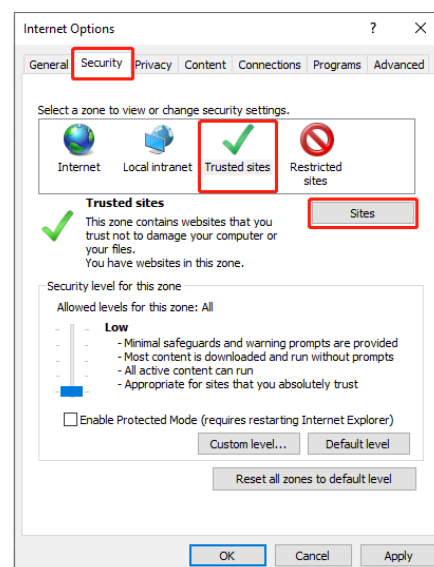 Internet Options ? ×
General Security Privacy Content Connections Programs Advanced
Select a zone to view or change security settings.
Internet Local intranet Trusted sites Restricted
sites
Trusted sites
Sites
This zone contains websites that you
trust not to damage your computer or
your files.
You have websites in this zone.
Security level for this zone
Allowed levels for this zone: All
Low
- Minimal safeguards and warning prompts are provided
- Most content is downloaded and run without prompts
- All active content can run
- Appropriate for sites that you absolutely trust
Enable Protected Mode (requires restarting Internet Explorer)
Custom level... Default level
Reset all zones to default level
OK Cancel Apply